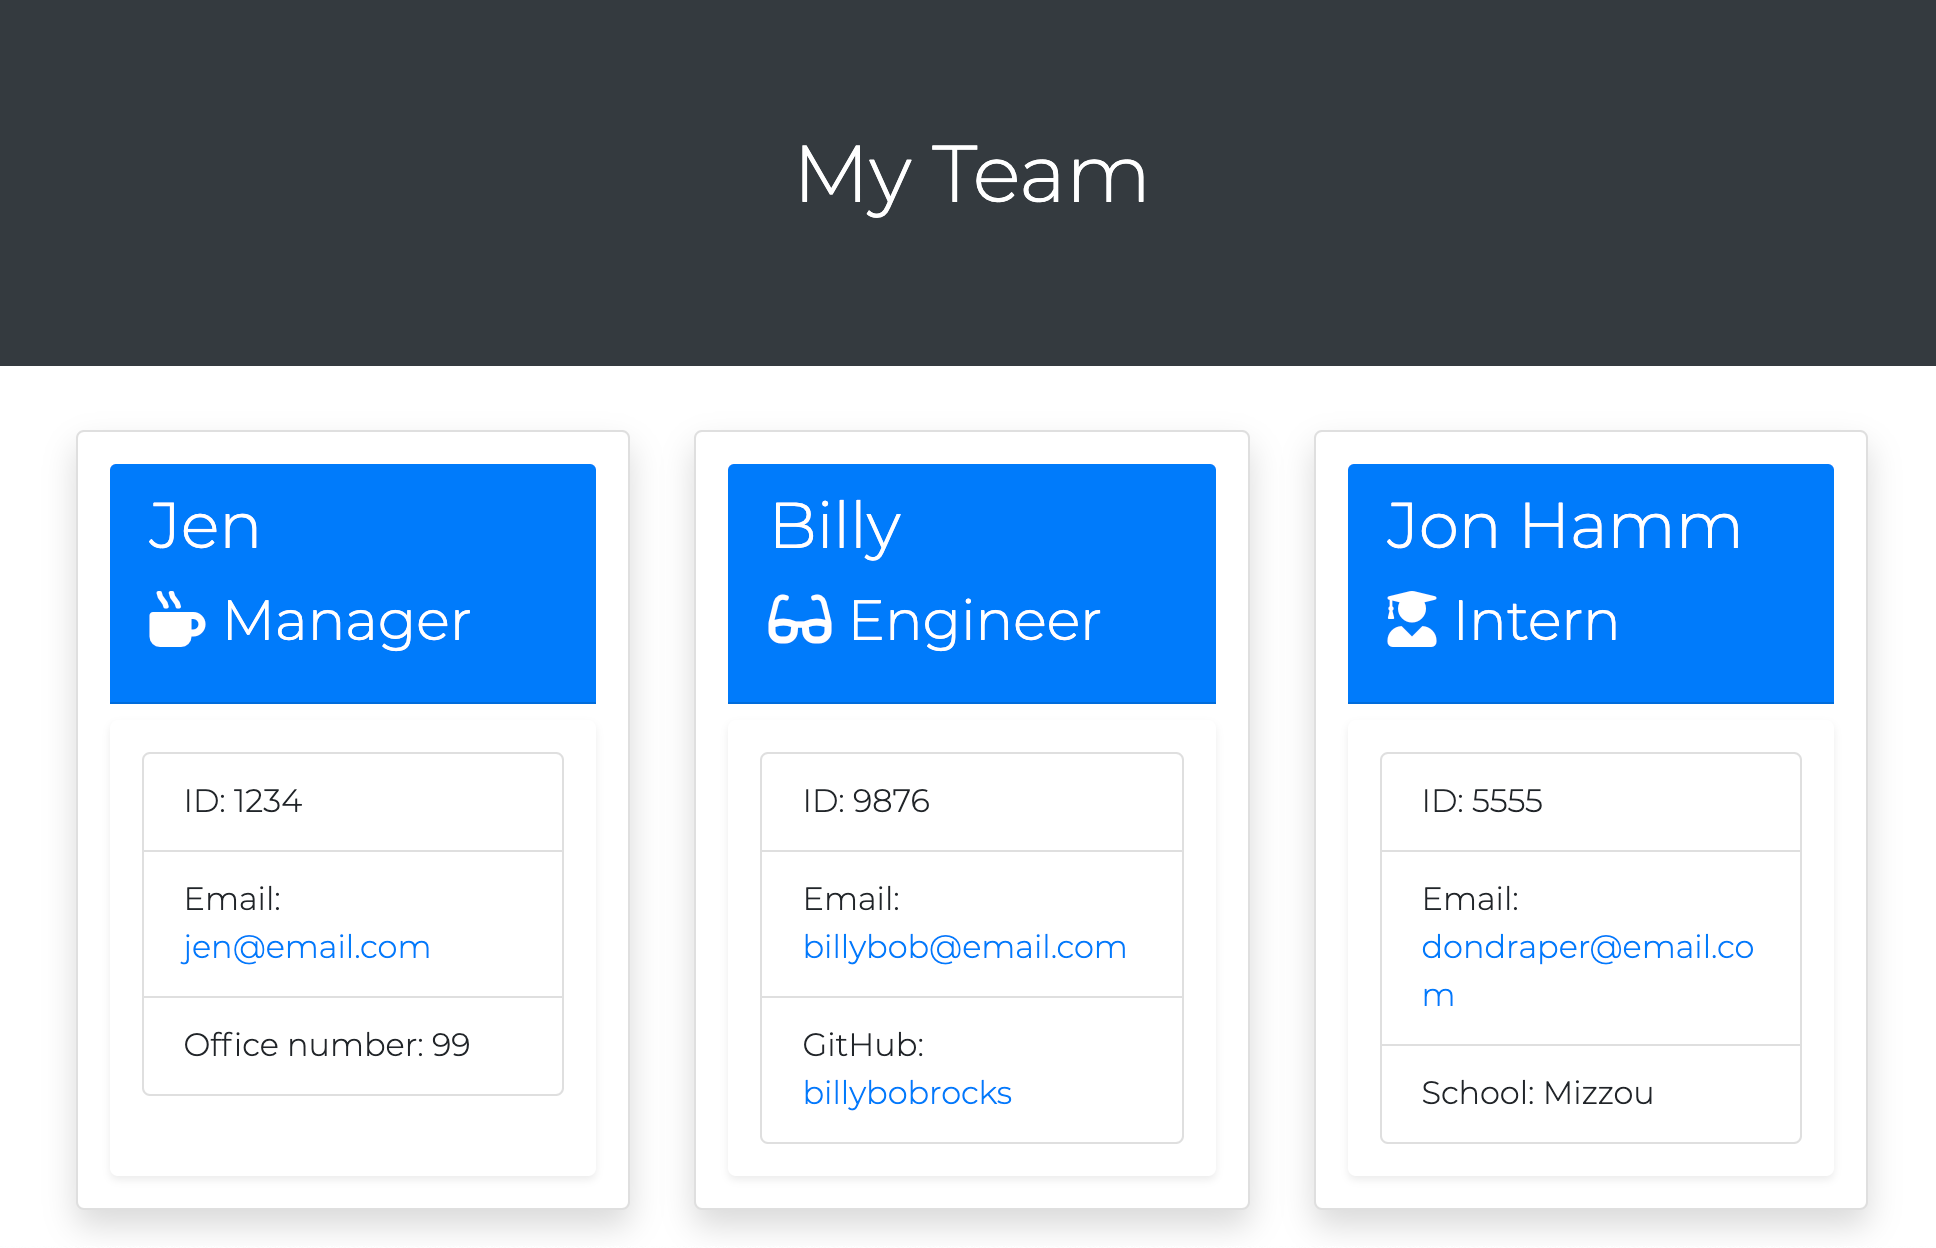 My Team
Jen
Manager
ID: 1234
Email:
jen@email.com
Office number: 99
Billy
Engineer
ID: 9876
Email:
billybob@email.com
GitHub:
billybobrocks
Jon Hamm
Intern
ID: 5555
Email:
dondraper@email.co
m
School: Mizzou